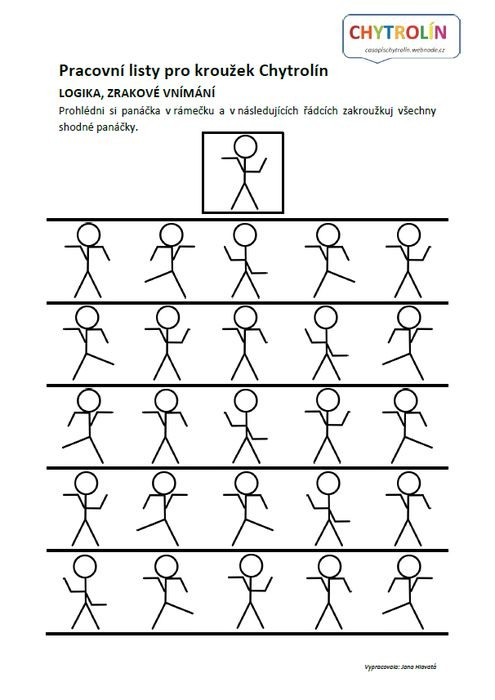 CHYTROLÍN
casopischytrolin.webnode.cz
Pracovní listy pro kroužek Chytrolín
LOGIKA, ZRAKOVÉ VNÍMÁNÍ
Prohlédni si panáčka v rámečku a v následujících řádcích zakroužkuj všechny
shodné panáčky.
Vypracovala: Jana Hlavatá